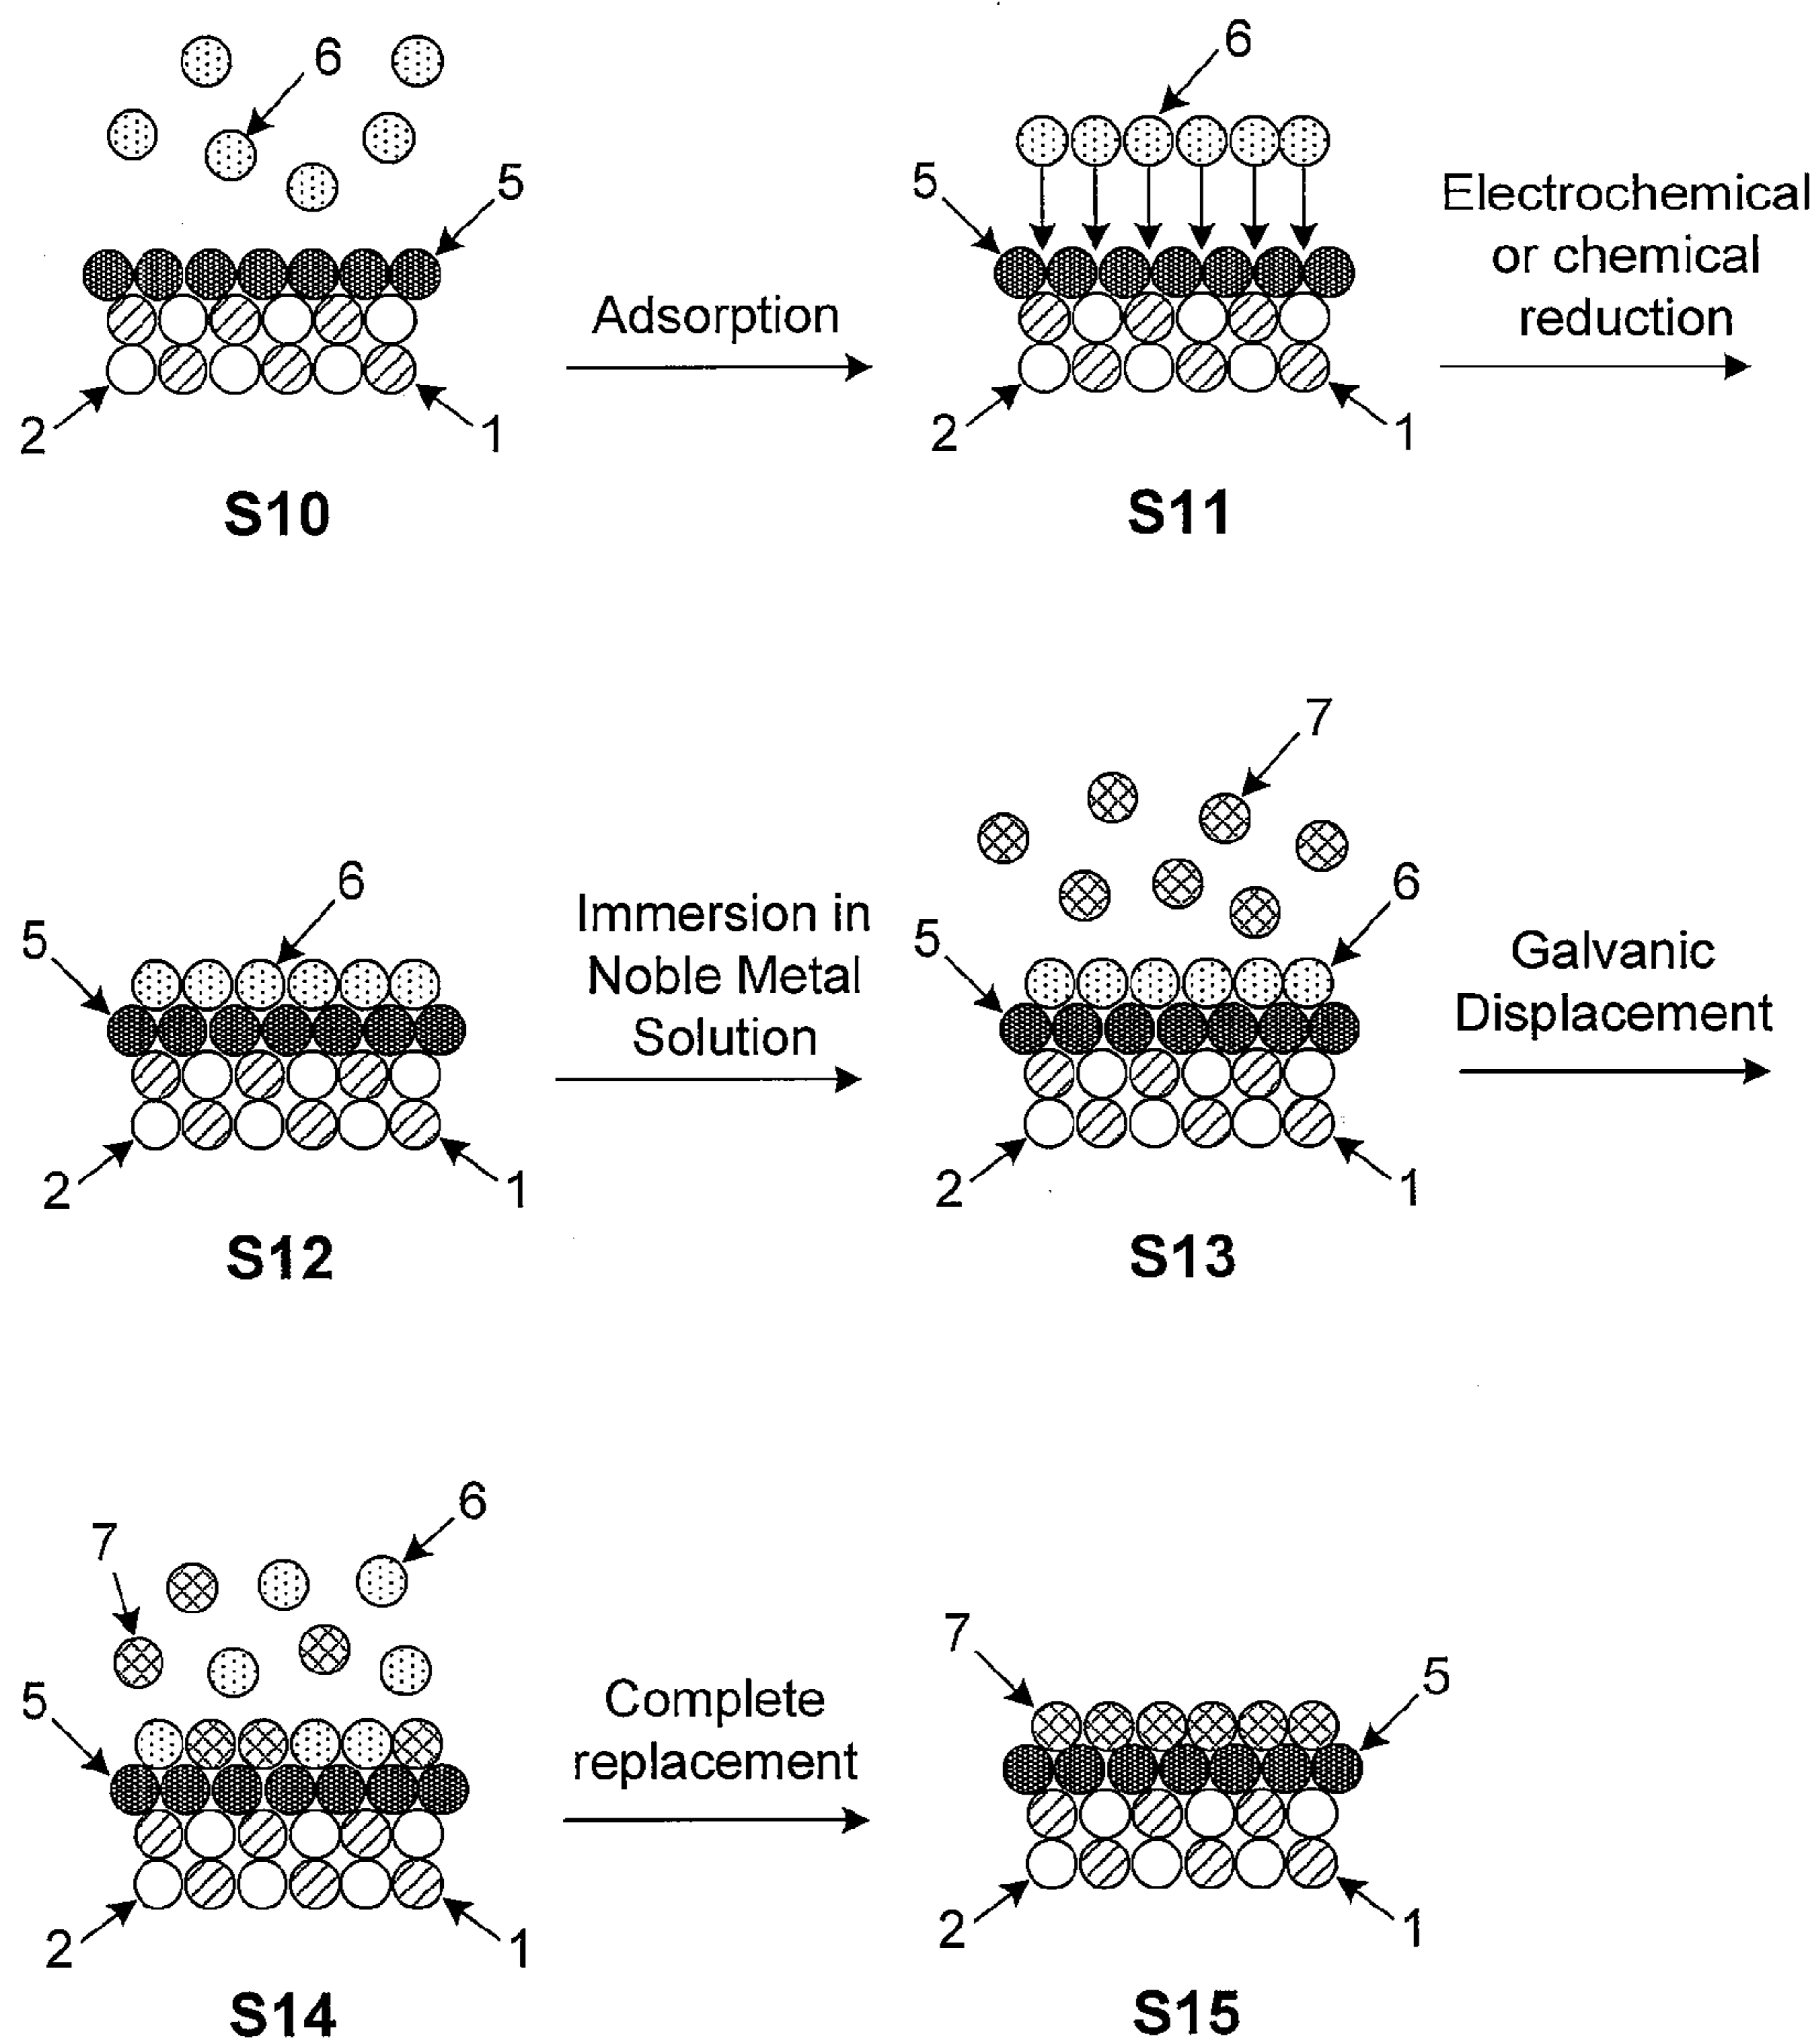 6
6
5
5
Electrochemical
or chemical
reduction
Adsorption
2
1
2
1
S10
S11
7
6
6
5
5
Immersion in
Noble Metal
Solution
Galvanic
Displacement
2
1
2
1
S12
S13
6
7
7
5
5
Complete
replacement
2
1
2
1
S14
S15